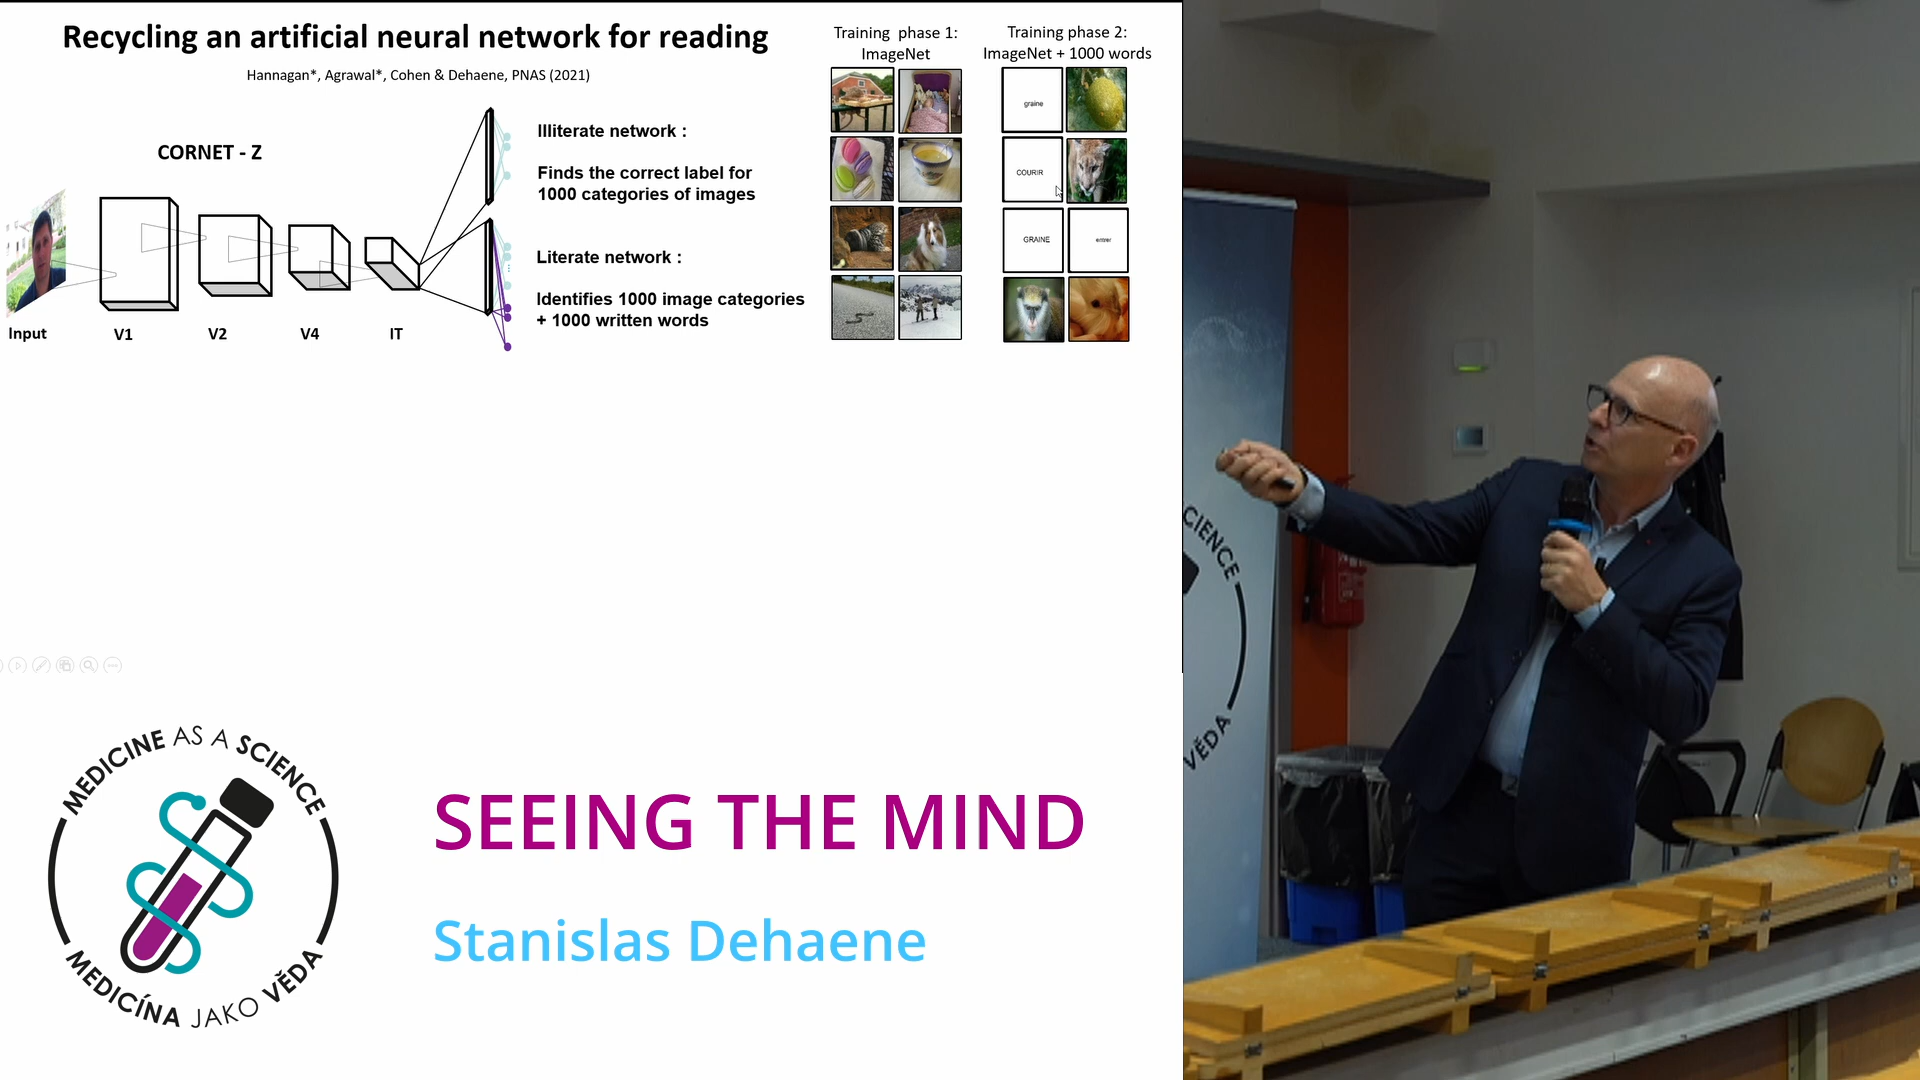 Recycling an artificial neural network for reading
Hannagan*, Agrawal*, Cohen & Dehaene, PNAS (2021)
CORNET - Z
Input
V1
V2
V4
IT
Illiterate network :
Finds the correct label for
1000 categories of images
Literate network :
Identifies 1000 image categories
+ 1000 written words
Training phase 1:
ImageNet
Training phase 2:
ImageNet + 1000 words
graine
COURIR
GRAINE
entrer
MEDICINE AS A SCIENCE
MEDICÍNA JAKO VĚDA
SEEING THE MIND
Stanislas Dehaene
CIENCE
VĚDA